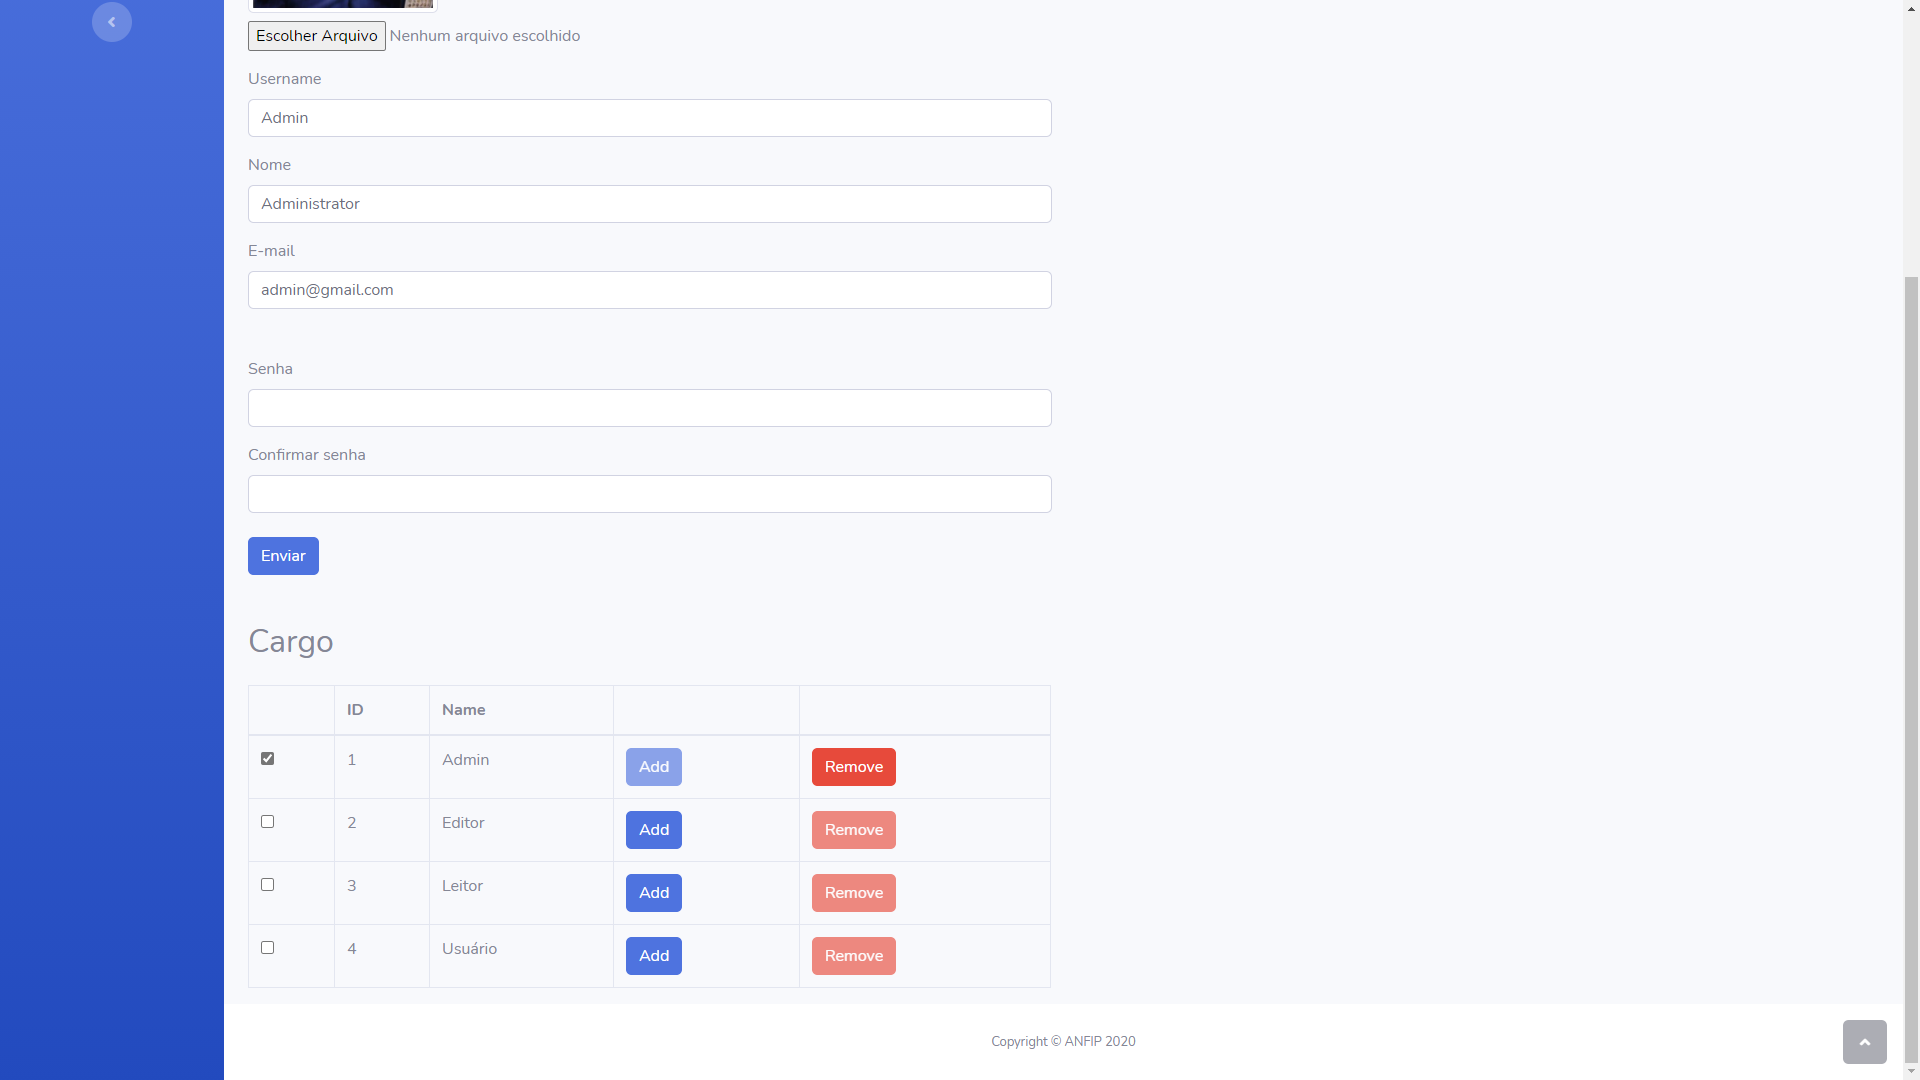 Escolher Arquivo Nenhum arquivo escolhido
Username
Admin
Nome
Administrator
E-mail
admin@gmail.com
Senha
Confirmar senha
Enviar
Cargo
ID Name
1 Admin Add Remove
2 Editor Add Remove
3 Leitor Add Remove
4 Usuário Add Remove
Copyright © ANFIP 2020